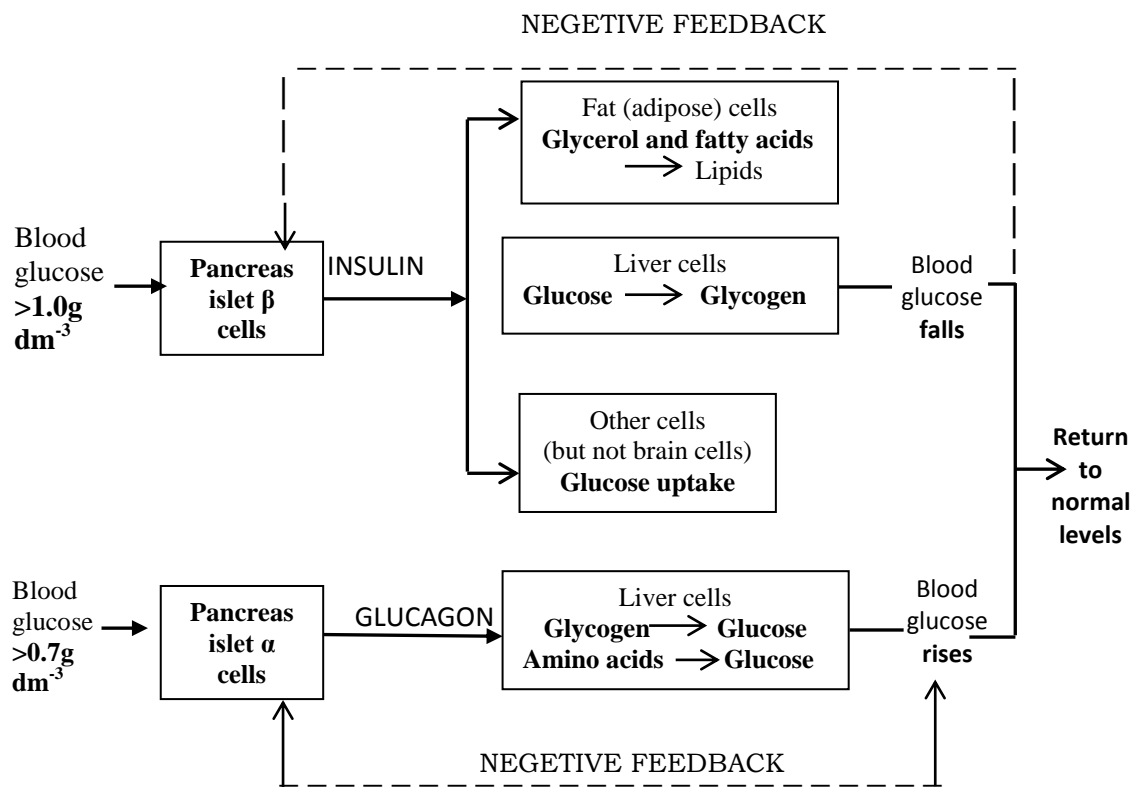 NEGETIVE FEEDBACK
Fat (adipose) cells
Glycerol and fatty acids
Lipids
Blood
glucose
>1.0g
dm-3
Pancreas
islet β
cells
INSULIN
Liver cells
Glucose Glycogen
Blood
glucose
falls
Other cells
(but not brain cells)
Glucose uptake
Return
to
normal
levels
Blood
glucose
>0.7g
dm-3
Pancreas
islet α
cells
GLUCAGON
Liver cells
Glycogen Glucose
Amino acids Glucose
Blood
glucose
rises
NEGETIVE FEEDBACK